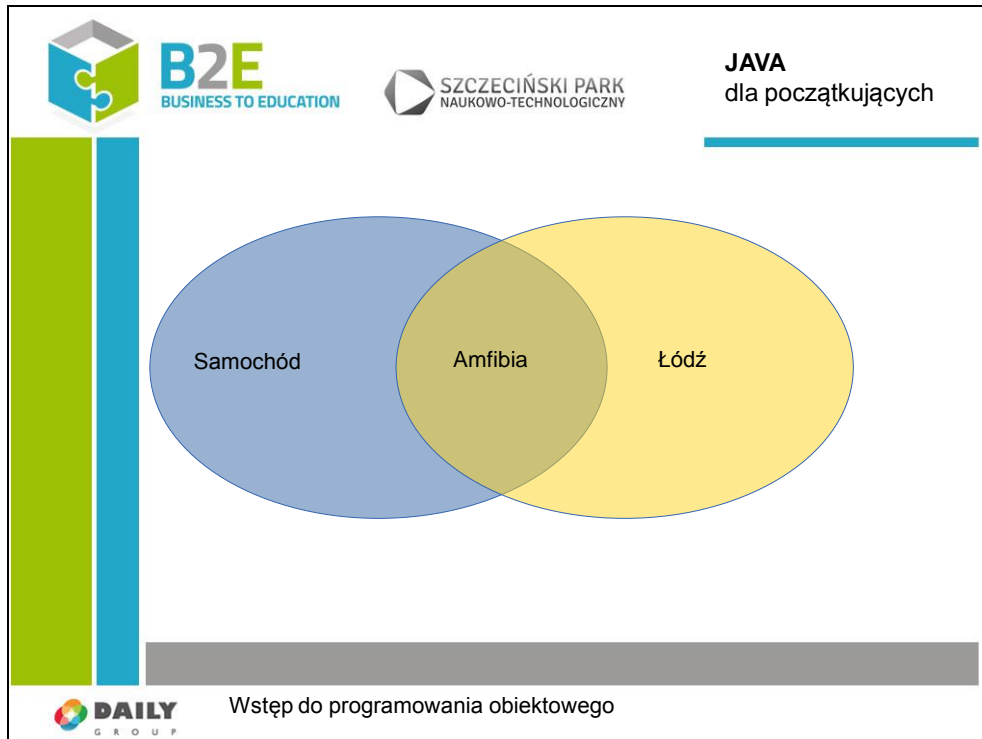 B2E
BUSINESS TO EDUCATION
SZCZECIŃSKI PARK
NAUKOWO-TECHNOLOGICZNY
JAVA
dla początkujących
Samochód
Amfibia
Łódź
DAILY
GROUP
Wstęp do programowania obiektowego